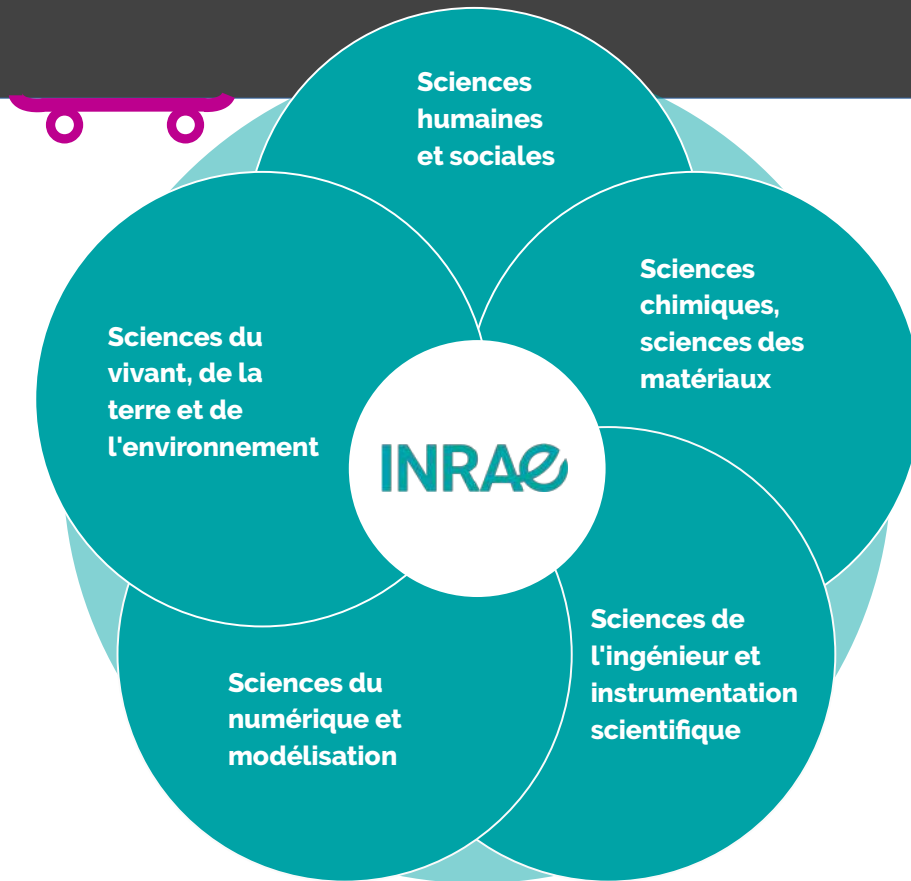 Sciences
humaines
et sociales
Sciences
chimiques,
sciences des
matériaux
Sciences du
vivant, de la
terre et de
l'environnement
INRAE
Sciences de
l'ingénieur et
instrumentation
scientifique
Sciences du
numérique et
modélisation